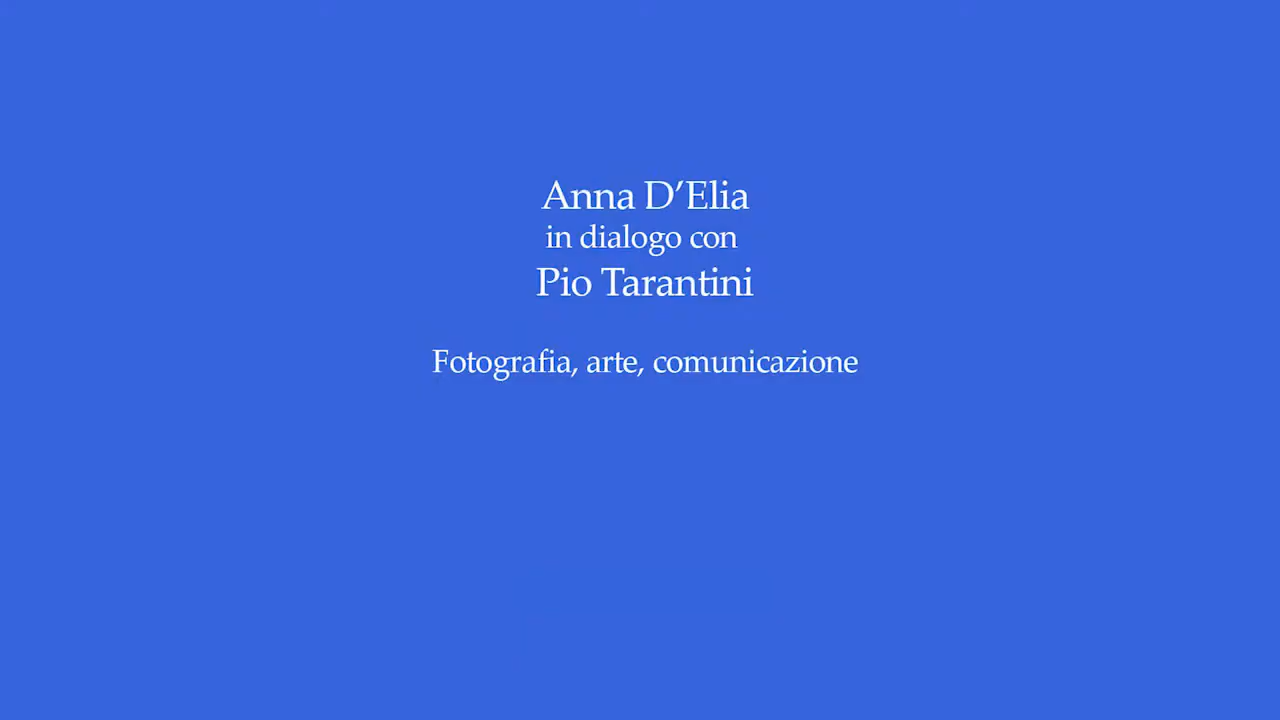 Anna D’Elia
in dialogo con
Pio Tarantini
Fotografia, arte, comunicazione